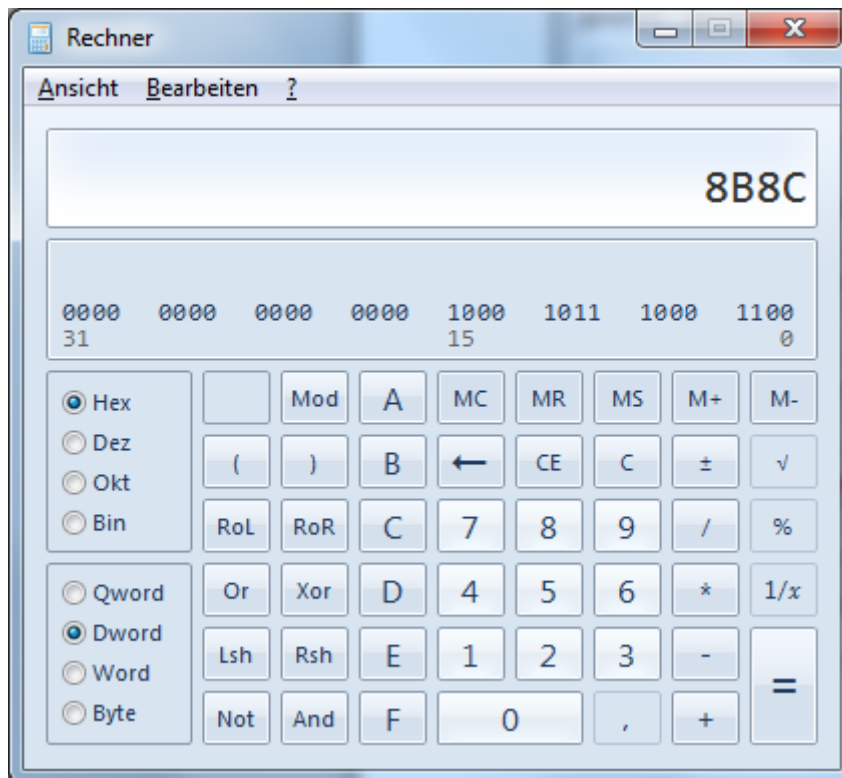 Rechner
Ansicht Bearbeiten ?
8B8C
0000 0000 0000 0000 1000 1011 1000 1100
31 15 0
Hex Mod A MC MR MS M+ M-
Dez
( ) B ← CE C ± √
Okt
Bin RoL RoR C 7 8 9 / %
Qword Or Xor D 4 5 6 * 1/x
Dword
Lsh Rsh E 1 2 3 - =
Word
Byte Not And F 0 , +